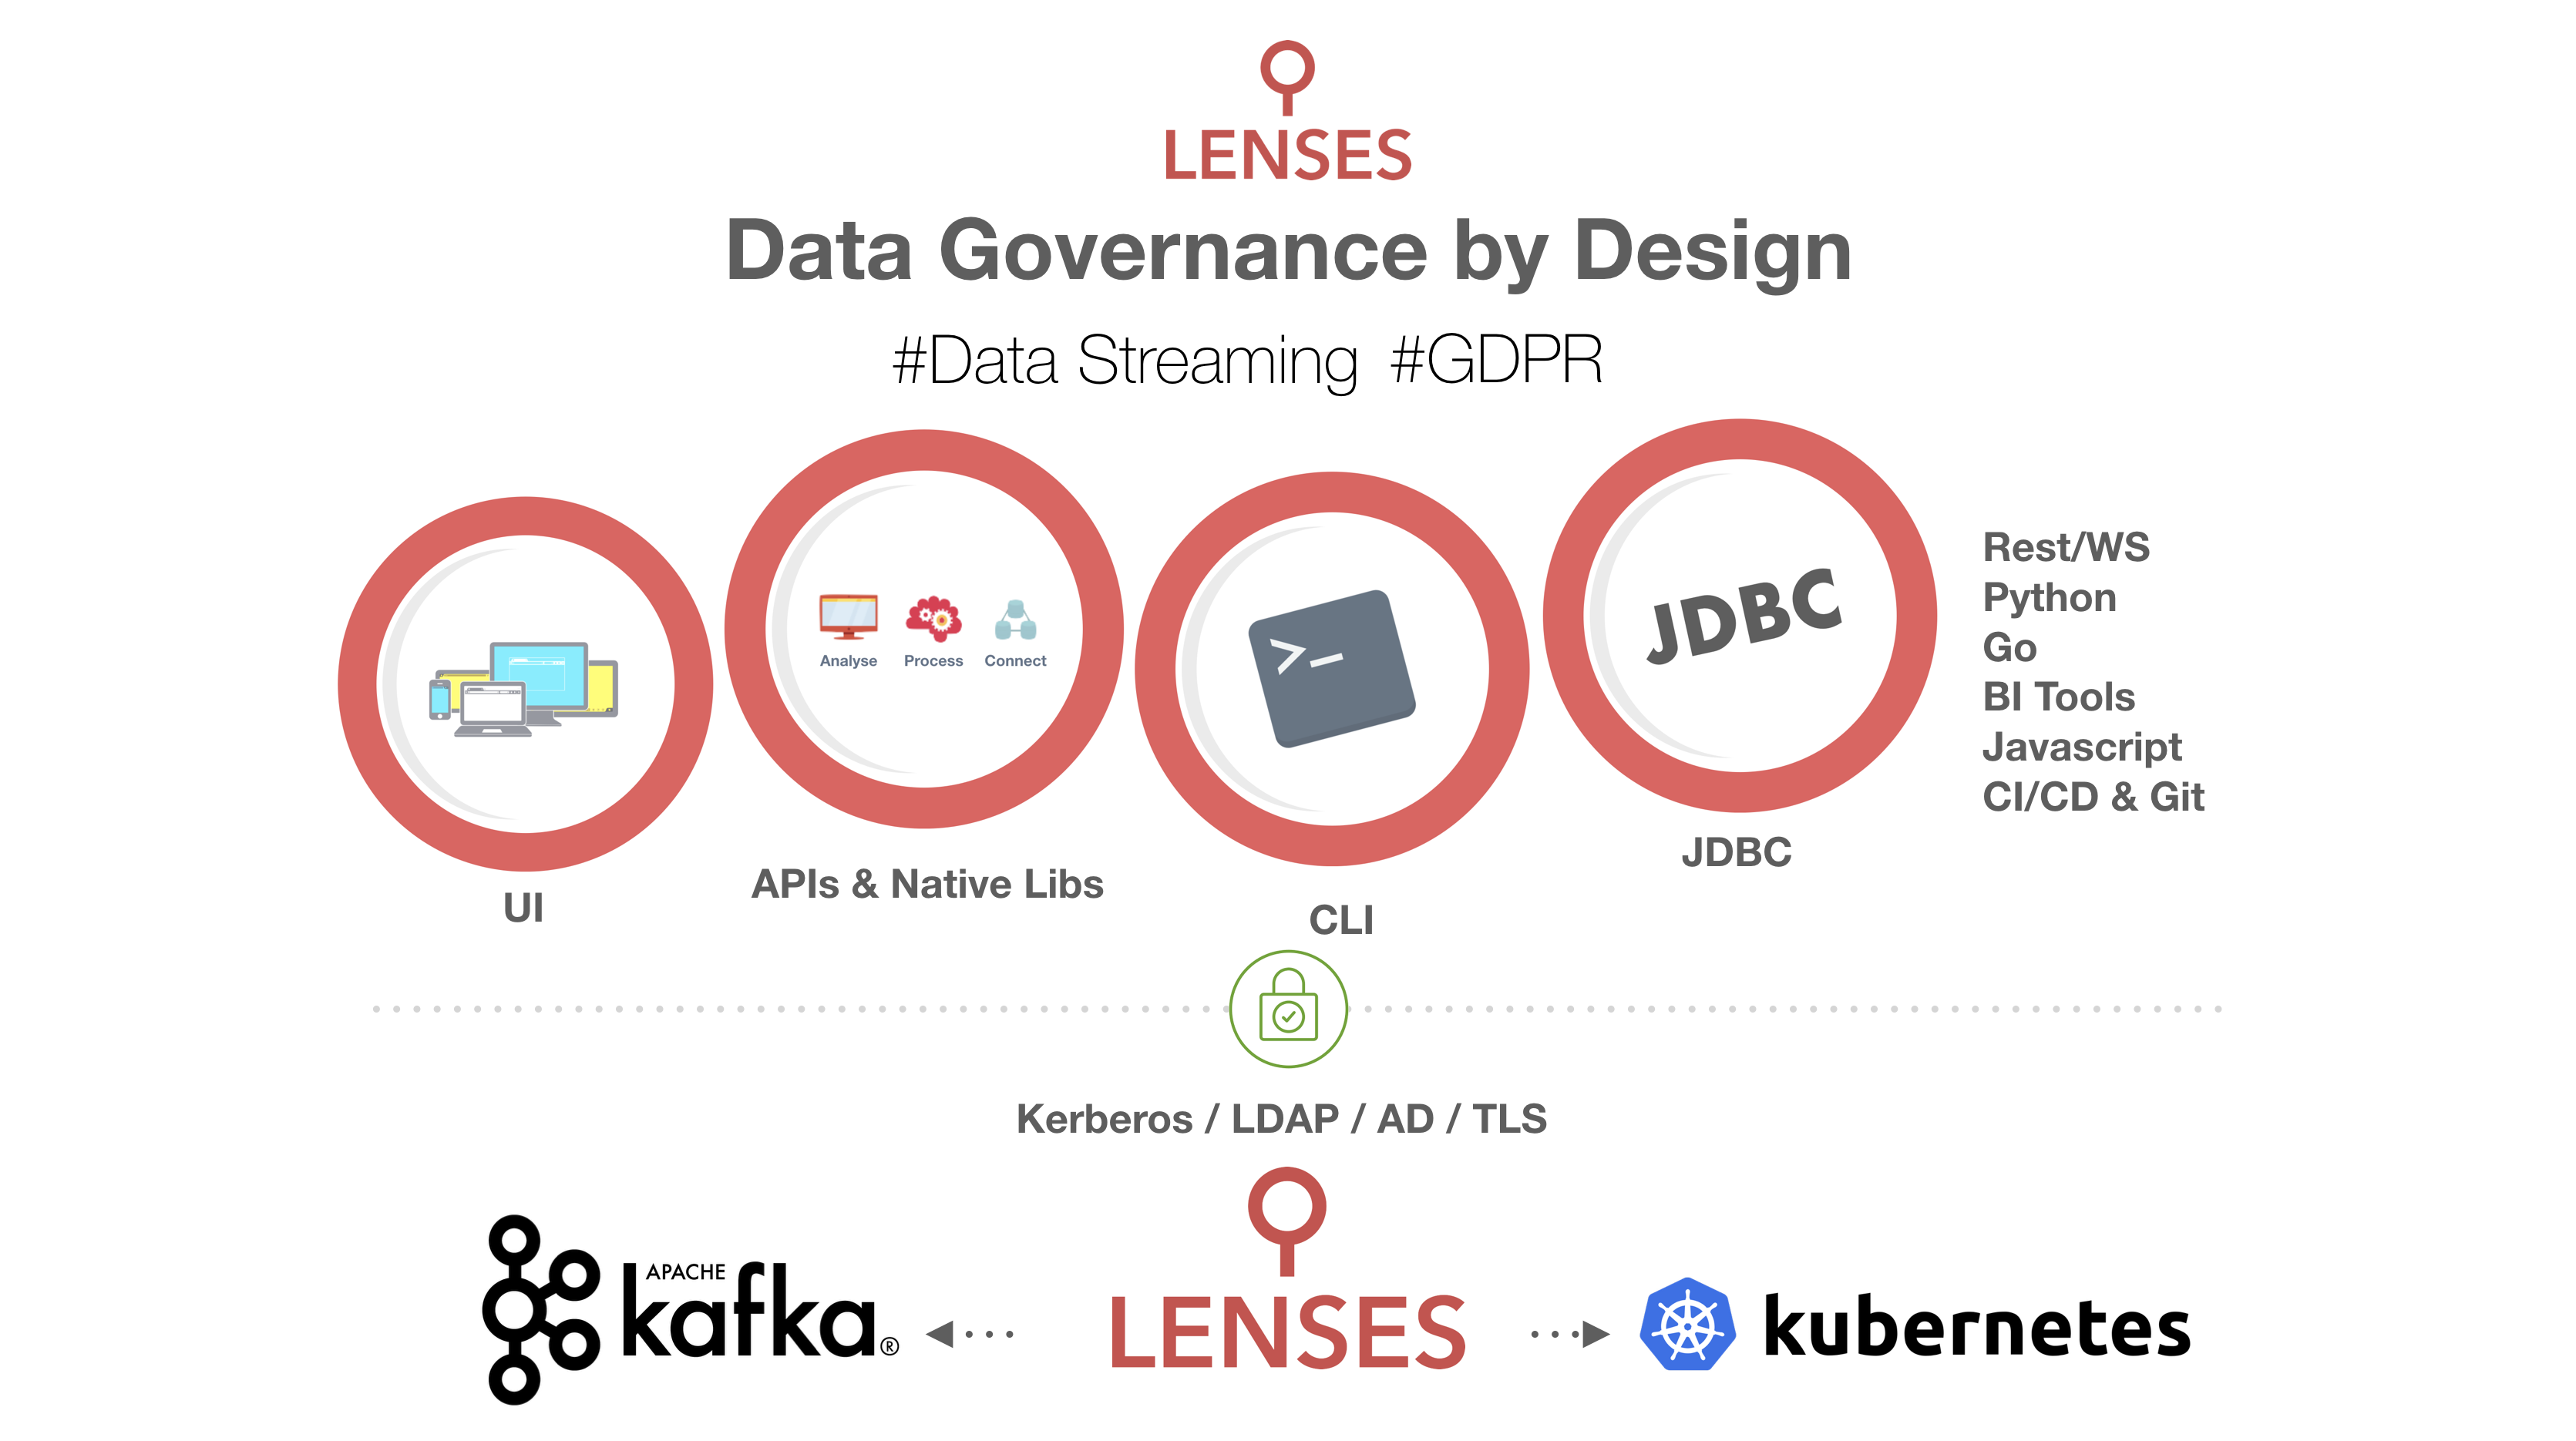 LENSES
Data Governance by Design
#Data Streaming #GDPR
Analyse Process Connect
>_
JDBC
Rest/WS
Python
Go
BI Tools
Javascript
CI/CD & Git
UI
APIs & Native Libs
CLI
JDBC
Kerberos / LDAP / AD / TLS
APACHE
kafka®
LENSES
kubernetes